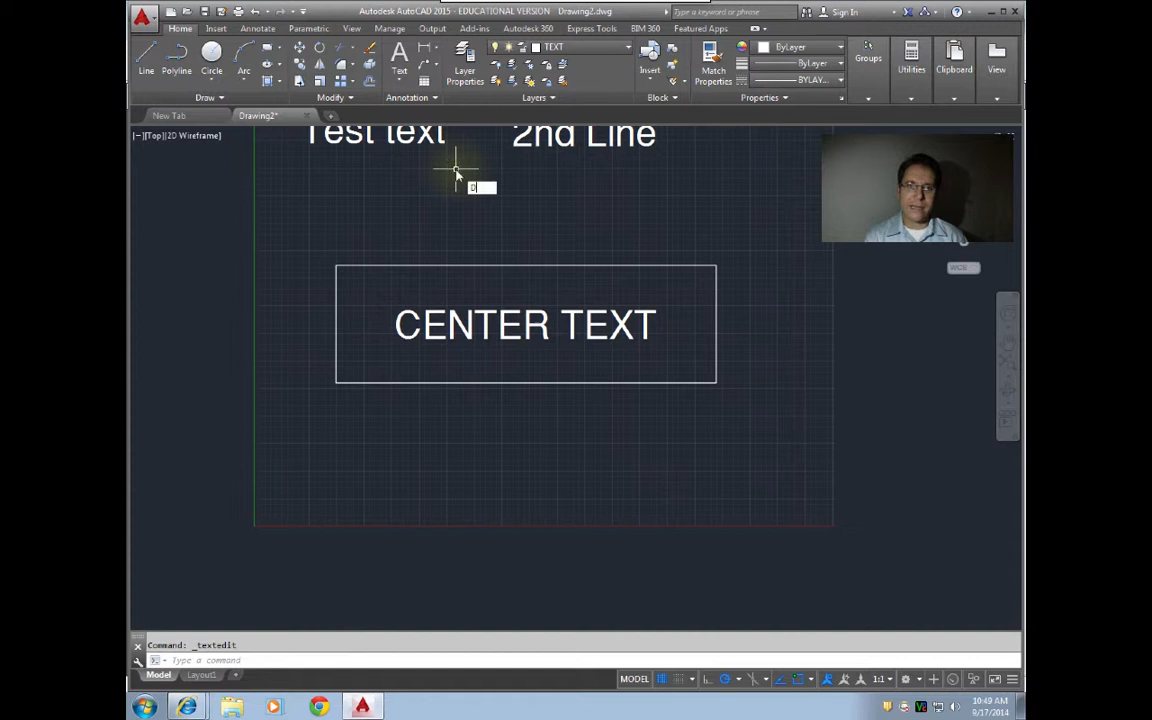 Autodesk AutoCAD 2015 - EDUCATIONAL VERSION Drawing2.dwg
Type a keyword or phrase
Sign In
Home Insert Annotate Parametric View Manage Output Add-ins Autodesk 360 Express Tools BIM 360 Featured Apps
TEXT
ByLayer
ByLayer
BYLAY...
Line Polyline Circle Arc Text Layer Properties Insert Match Properties Groups Utilities Clipboard View
Draw Modify Annotation Layers Block Properties
New Tab Drawing2*
[−][Top][2D Wireframe]
Test text 2nd Line
D
WCS
CENTER TEXT
Command: _textedit
Type a command
Model Layout1
MODEL 1:1
10:49 AM
9/17/2014